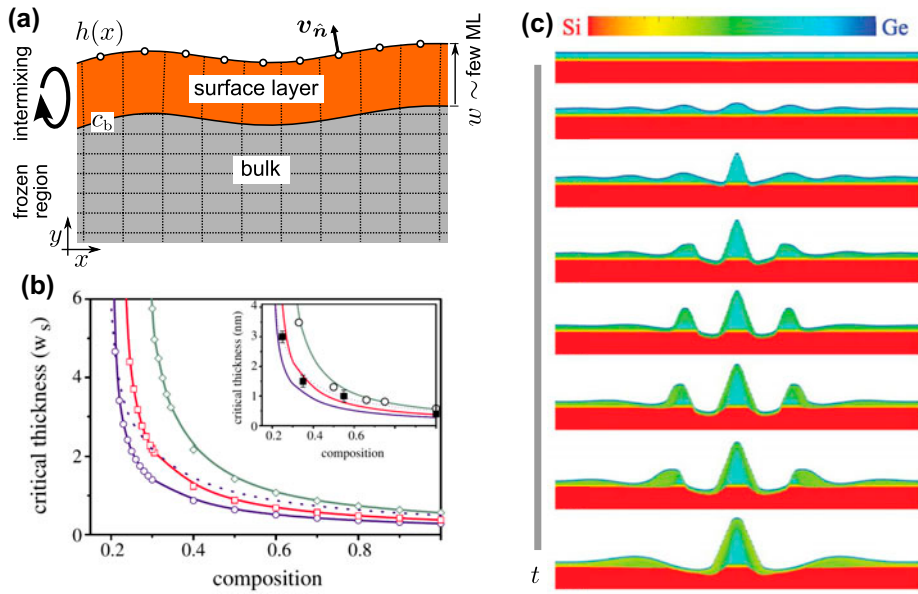 (a)
h(x)
v_n̂
intermixing
surface layer
w ~ few ML
c_b
frozen region
bulk
y
x
(b)
critical thickness (w_s)
6
4
2
0
0.2
0.4
0.6
0.8
composition
critical thickness (nm)
4
3
2
1
0
0.2
0.4
0.6
0.8
composition
(c)
Si
Ge
t